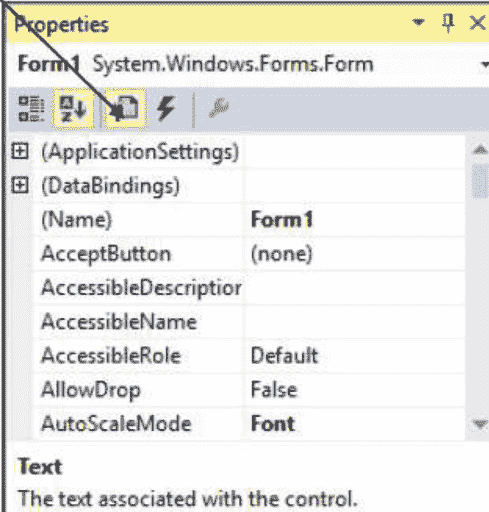 Properties
Form1 System.Windows.Forms.Form
(ApplicationSettings)
(DataBindings)
(Name) Form1
AcceptButton (none)
AccessibleDescription
AccessibleName
AccessibleRole Default
AllowDrop False
AutoScaleMode Font
Text
The text associated with the control.